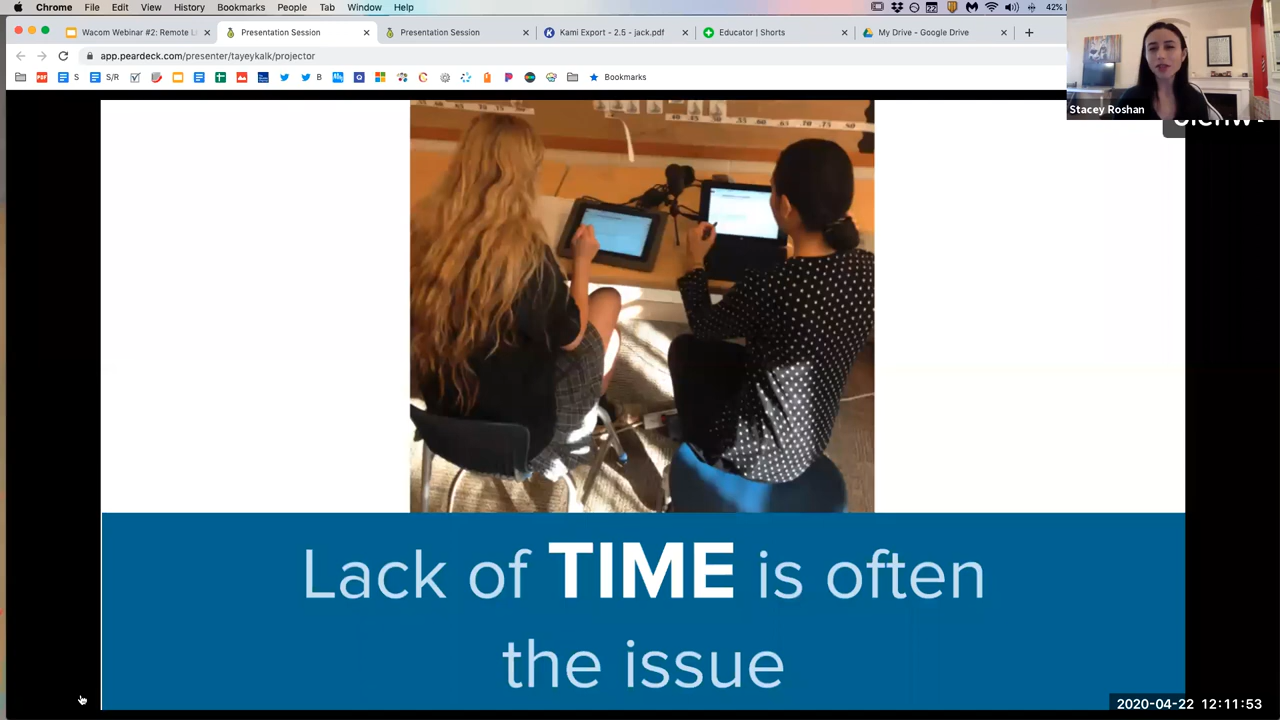 Chrome File Edit View History Bookmarks People Tab Window Help 42%
Presentation Session Presentation Session Kami Export - 2.5 - jack.pdf Educator | Shorts My Drive - Google Drive
Wacom Webinar #2: Remote L
app.peardeck.com/presenter/tayeykalk/projector
S S/R B Bookmarks
Stacey Roshan
Lack of TIME is often
the issue
2020-04-22 12:11:53